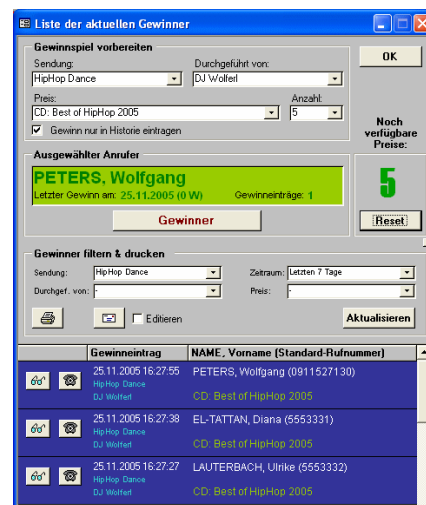 Liste der aktuellen Gewinner
Gewinnspiel vorbereiten
Sendung:
Durchgeführt von:
HipHop Dance
DJ Wolferl
OK
Preis:
Anzahl:
CD: Best of HipHop 2005
5
Gewinn nur in Historie eintragen
Noch
verfügbare
Preise:
5
Reset
Ausgewählter Anrufer
PETERS, Wolfgang
Letzter Gewinn am: 25.11.2005 (0 W)
Gewinneinträge: 1
Gewinner
Gewinner filtern & drucken
Sendung:
HipHop Dance
Zeitraum:
Letzten 7 Tage
Durchgef. von:
-
Preis:
-
Editieren
Aktualisieren
Gewinneintrag
NAME, Vorname (Standard-Rufnummer)
25.11.2005 16:27:55
PETERS, Wolfgang (0911527130)
HipHop Dance
DJ Wolferl
CD: Best of HipHop 2005
25.11.2005 16:27:38
EL-TATTAN, Diana (5553331)
HipHop Dance
DJ Wolferl
CD: Best of HipHop 2005
25.11.2005 16:27:27
LAUTERBACH, Ulrike (5553332)
HipHop Dance
DJ Wolferl
CD: Best of HipHop 2005